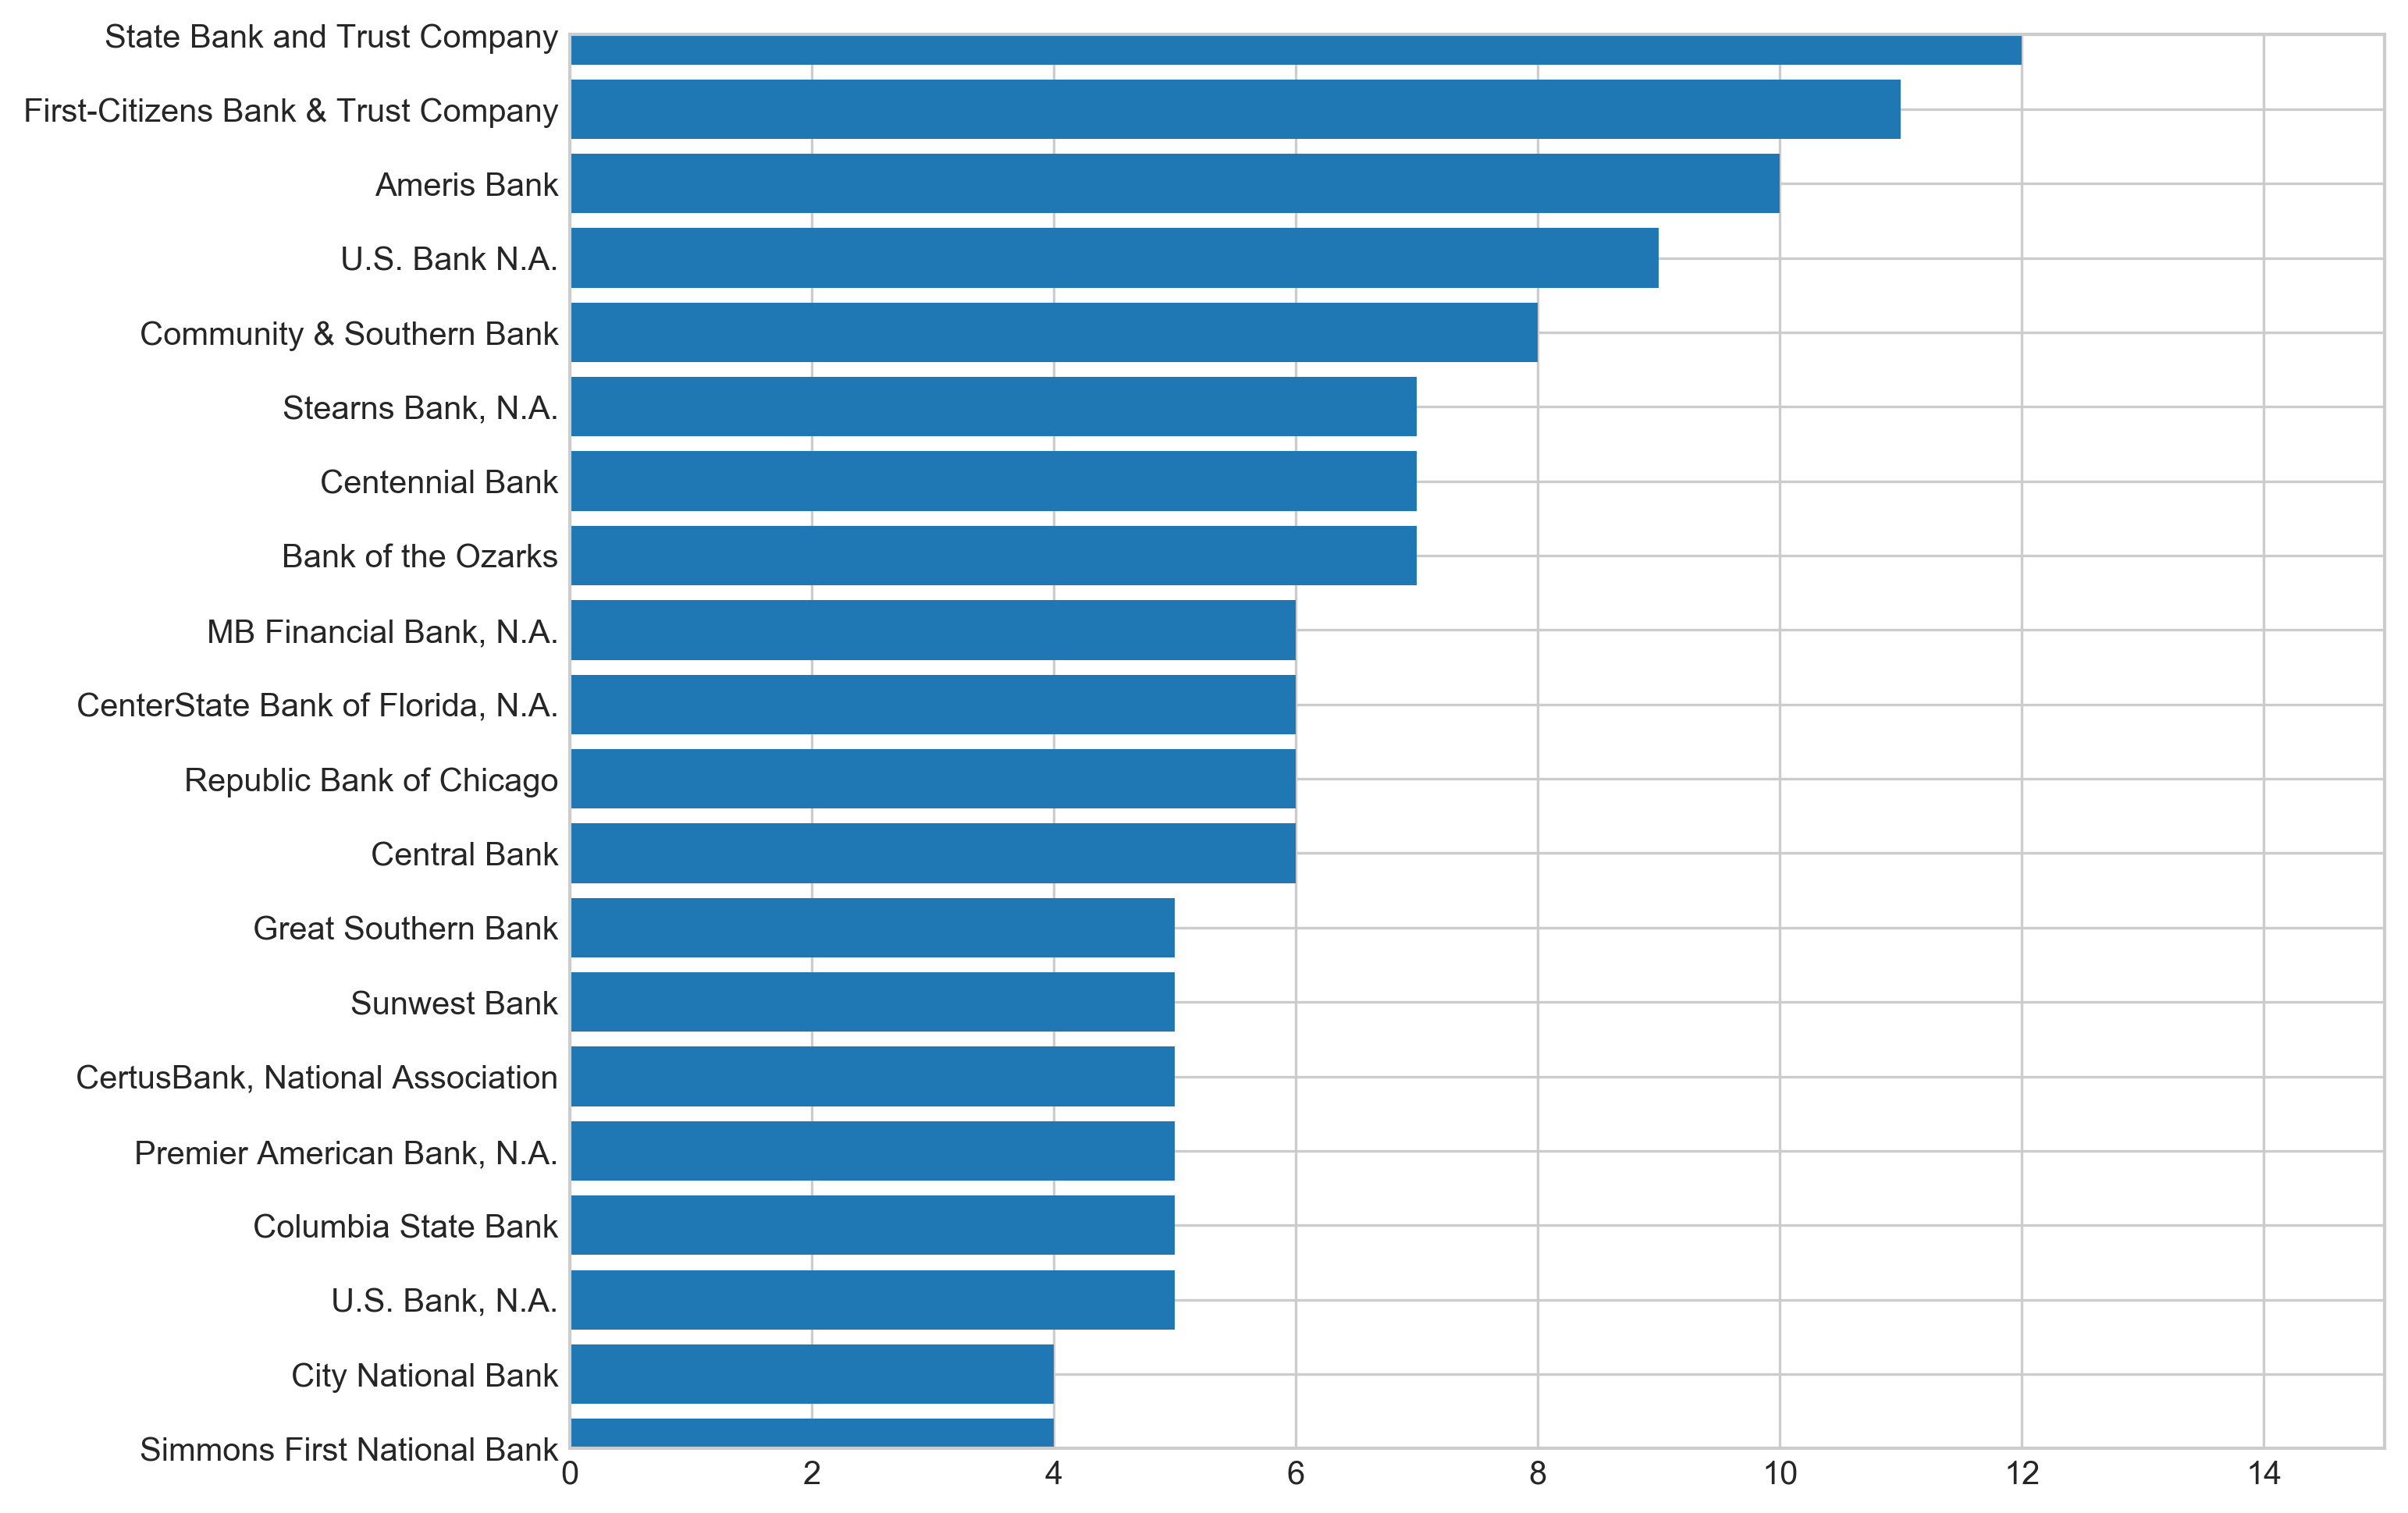 State Bank and Trust Company
First-Citizens Bank & Trust Company
Ameris Bank
U.S. Bank N.A.
Community & Southern Bank
Stearns Bank, N.A.
Centennial Bank
Bank of the Ozarks
MB Financial Bank, N.A.
CenterState Bank of Florida, N.A.
Republic Bank of Chicago
Central Bank
Great Southern Bank
Sunwest Bank
CertusBank, National Association
Premier American Bank, N.A.
Columbia State Bank
U.S. Bank, N.A.
City National Bank
Simmons First National Bank
0 2 4 6 8 10 12 14